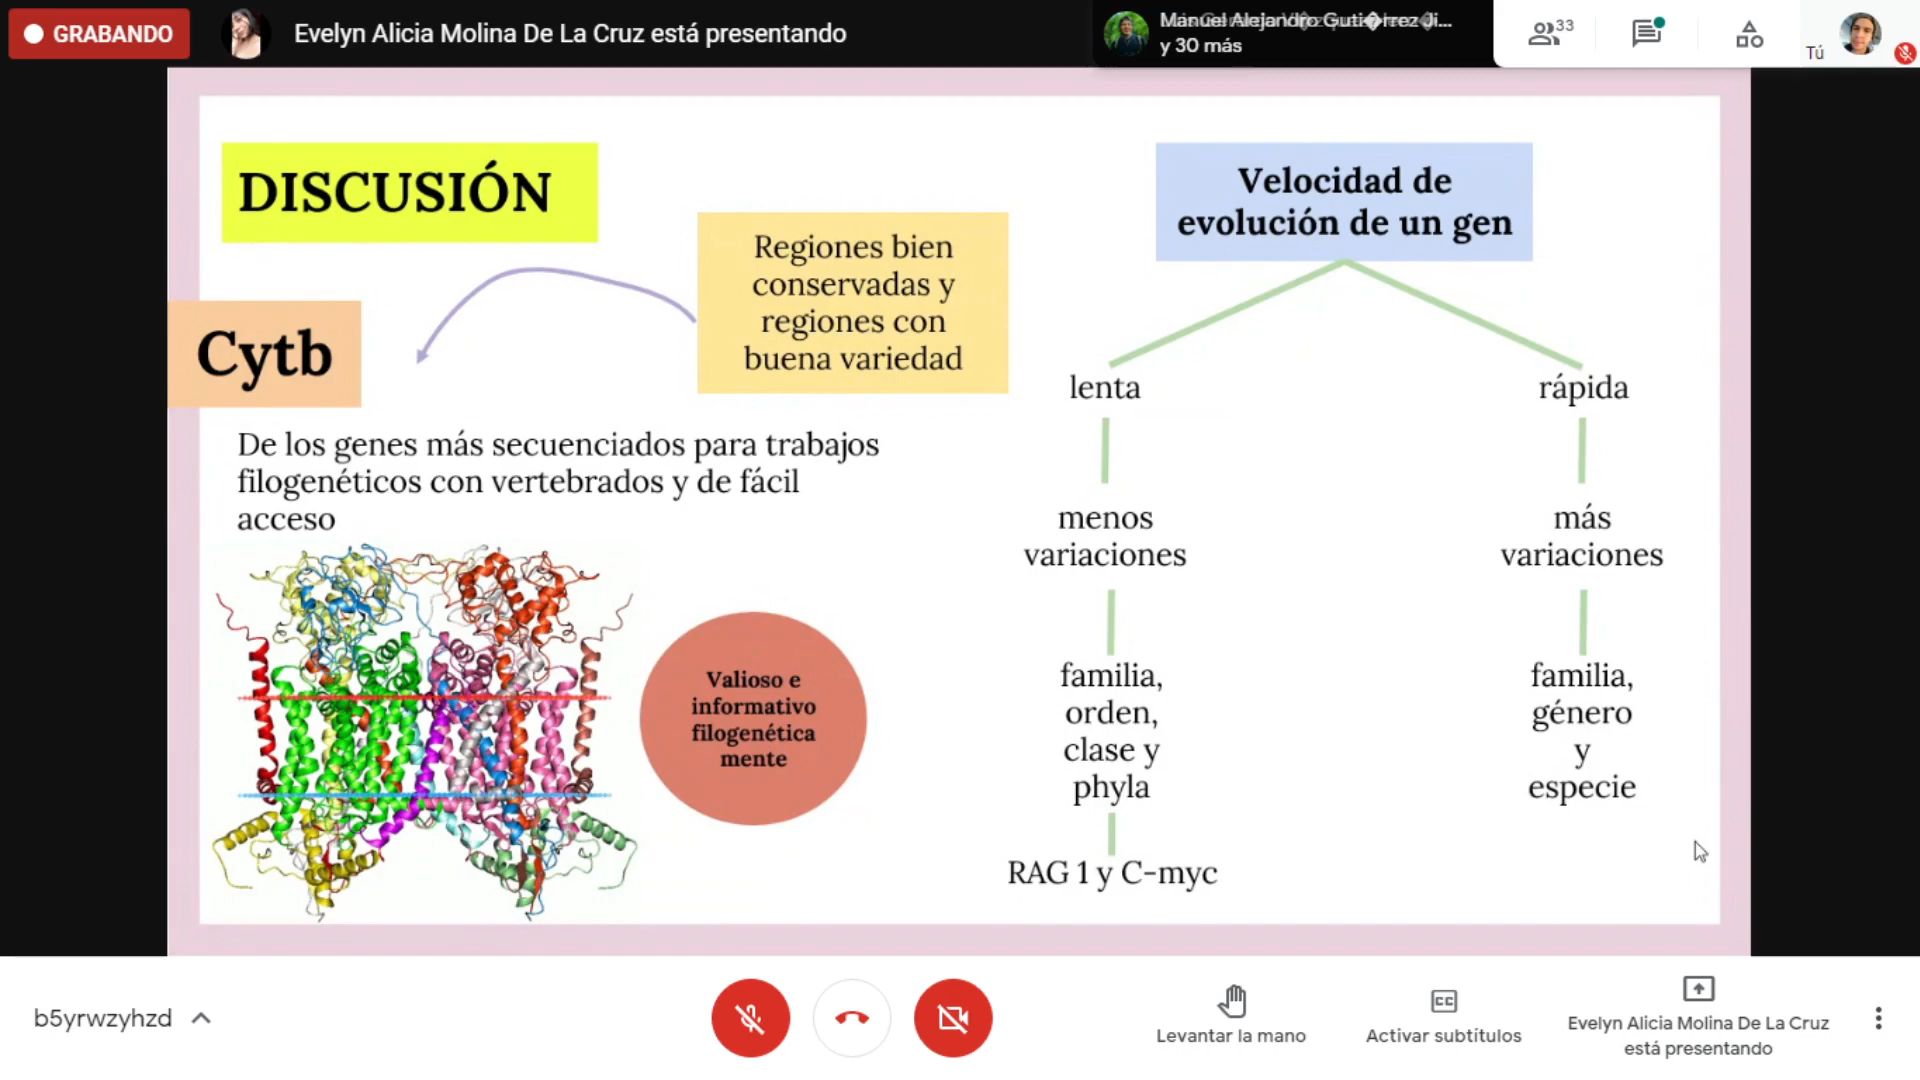 GRABANDO
Evelyn Alicia Molina De La Cruz está presentando
y 30 más
33
Tú
DISCUSIÓN
Regiones bien
conservadas y
regiones con
buena variedad
Cytb
De los genes más secuenciados para trabajos
filogenéticos con vertebrados y de fácil
acceso
Valioso e
informativo
filogenética
mente
Velocidad de
evolución de un gen
lenta
rápida
menos
variaciones
más
variaciones
familia,
orden,
clase y
phyla
familia,
género
y
especie
RAG 1 y C-myc
b5yrwzyhzd
Levantar la mano
CC
Activar subtítulos
Evelyn Alicia Molina De La Cruz
está presentando